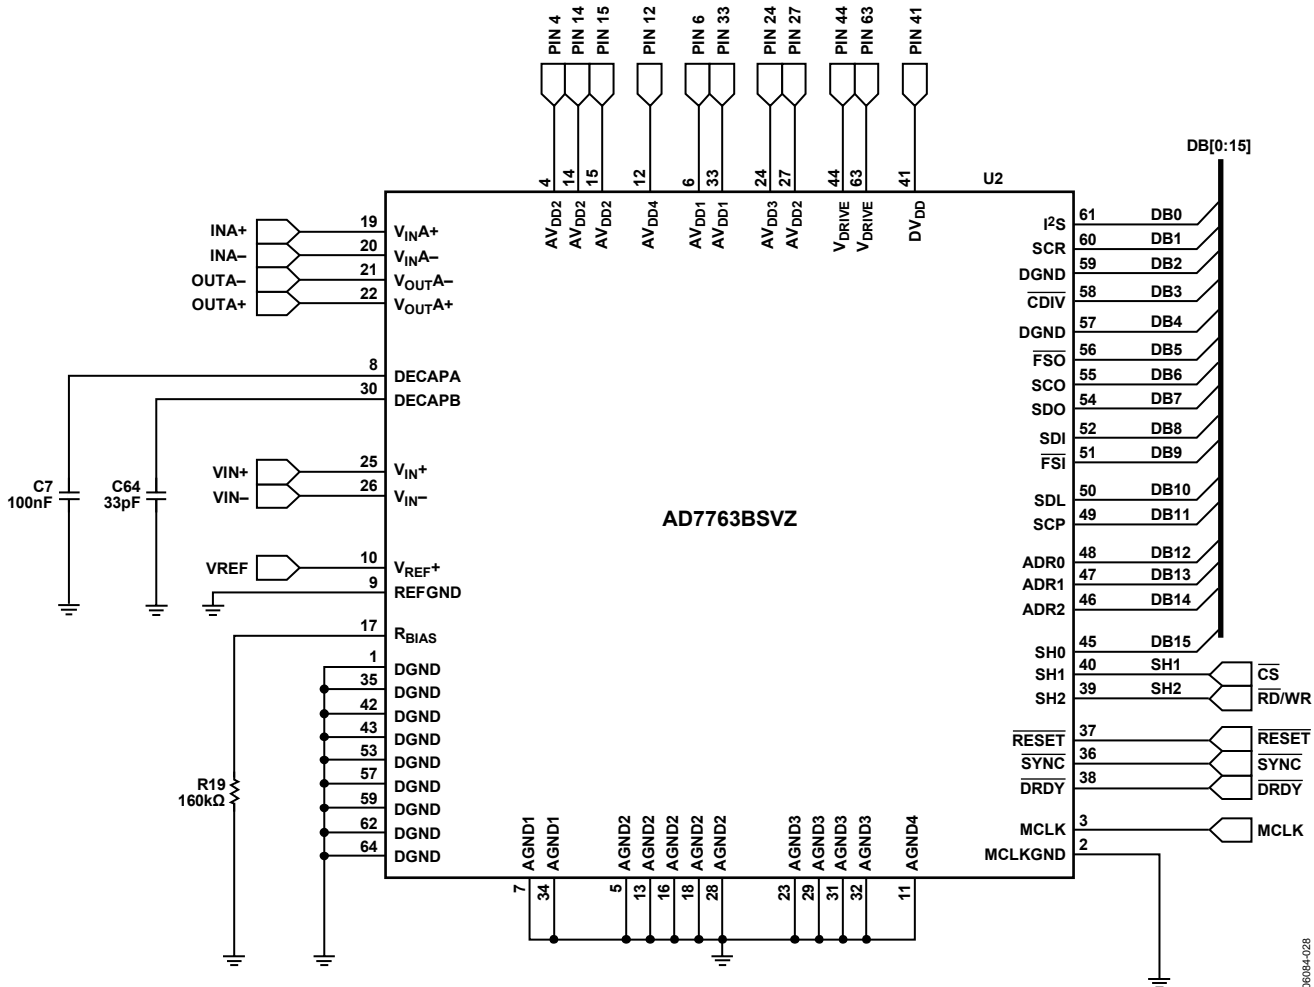 PIN 4
PIN 14
PIN 15
PIN 12
PIN 6
PIN 33
PIN 24
PIN 27
PIN 44
PIN 63
PIN 41
DB[0:15]
U2
4
14
15
12
6
33
24
27
44
63
41
AVDD2
AVDD2
AVDD2
AVDD4
AVDD1
AVDD1
AVDD3
AVDD2
VDRIVE
VDRIVE
DVDD
INA+ 19 VINA+
INA– 20 VINA–
OUTA– 21 VOUTA–
OUTA+ 22 VOUTA+
8 DECAPA
30 DECAPB
C7
100nF
C64
33pF
VIN+ 25 VIN+
VIN– 26 VIN–
VREF 10 VREF+
9 REFGND
17 RBIAS
R19
160kΩ
1 DGND
35 DGND
42 DGND
43 DGND
53 DGND
57 DGND
59 DGND
62 DGND
64 DGND
AD7763BSVZ
I2S 61 DB0
SCR 60 DB1
DGND 59 DB2
CDIV 58 DB3
DGND 57 DB4
FSO 56 DB5
SCO 55 DB6
SDO 54 DB7
SDI 52 DB8
FSI 51 DB9
SDL 50 DB10
SCP 49 DB11
ADR0 48 DB12
ADR1 47 DB13
ADR2 46 DB14
SH0 45 DB15
SH1 40 SH1 CS
SH2 39 SH2 RD/WR
RESET 37 RESET
SYNC 36 SYNC
DRDY 38 DRDY
MCLK 3 MCLK
MCLKGND 2
AGND1
AGND1
AGND2
AGND2
AGND2
AGND2
AGND2
AGND3
AGND3
AGND3
AGND3
AGND4
7
34
5
13
16
18
28
23
29
31
32
11
06084-028